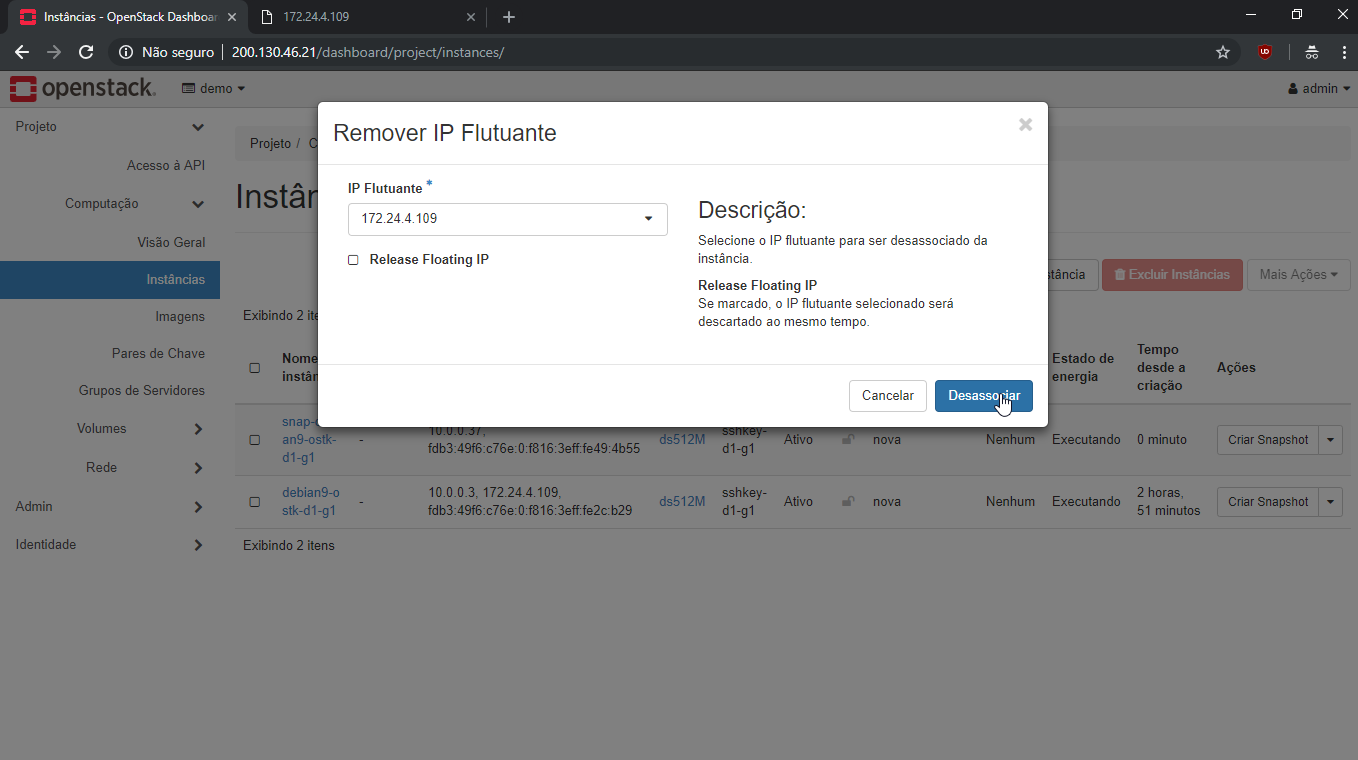 Instâncias - OpenStack Dashboar
172.24.4.109
Não seguro
200.130.46.21/dashboard/project/instances/
openstack.
demo
admin
Projeto
Acesso à API
Computação
Visão Geral
Instâncias
Imagens
Pares de Chave
Grupos de Servidores
Volumes
Rede
Admin
Identidade
Projeto / C
Instân
Remover IP Flutuante
IP Flutuante *
172.24.4.109
Release Floating IP
Descrição:
Selecione o IP flutuante para ser desassociado da
instância.
Release Floating IP
Se marcado, o IP flutuante selecionado será
descartado ao mesmo tempo.
Cancelar
Desassociar
stância
Excluir Instâncias
Mais Ações
Exibindo 2 ite
Nome
instân
Estado de
energia
Tempo
desde a
criação
Ações
snap-
an9-ostk-
d1-g1
-
10.0.0.37,
fdb3:49f6:c76e:0:f816:3eff:fe49:4b55
ds512M
sshkey-
d1-g1
Ativo
nova
Nenhum
Executando
0 minuto
Criar Snapshot
debian9-o
stk-d1-g1
-
10.0.0.3, 172.24.4.109,
fdb3:49f6:c76e:0:f816:3eff:fe2c:b29
ds512M
sshkey-
d1-g1
Ativo
nova
Nenhum
Executando
2 horas,
51 minutos
Criar Snapshot
Exibindo 2 itens